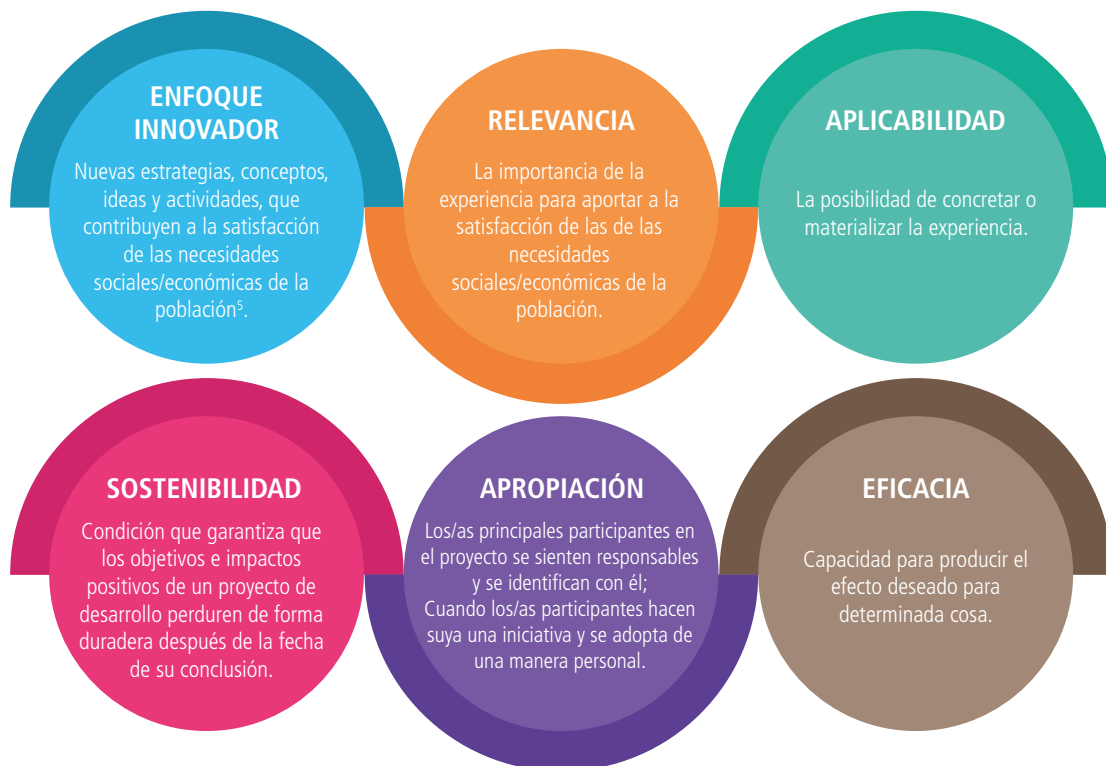 ENFOQUE
INNOVADOR
Nuevas estrategias, conceptos,
ideas y actividades, que
contribuyen a la satisfacción
de las necesidades
sociales/económicas de la
población⁵.
RELEVANCIA
La importancia de la
experiencia para aportar a la
satisfacción de las de las
necesidades
sociales/económicas de la
población.
APLICABILIDAD
La posibilidad de concretar o
materializar la experiencia.
SOSTENIBILIDAD
Condición que garantiza que
los objetivos e impactos
positivos de un proyecto de
desarrollo perduren de forma
duradera después de la fecha
de su conclusión.
APROPIACIÓN
Los/as principales participantes en
el proyecto se sienten responsables
y se identifican con él;
Cuando los/as participantes hacen
suya una iniciativa y se adopta de
una manera personal.
EFICACIA
Capacidad para producir el
efecto deseado para
determinada cosa.